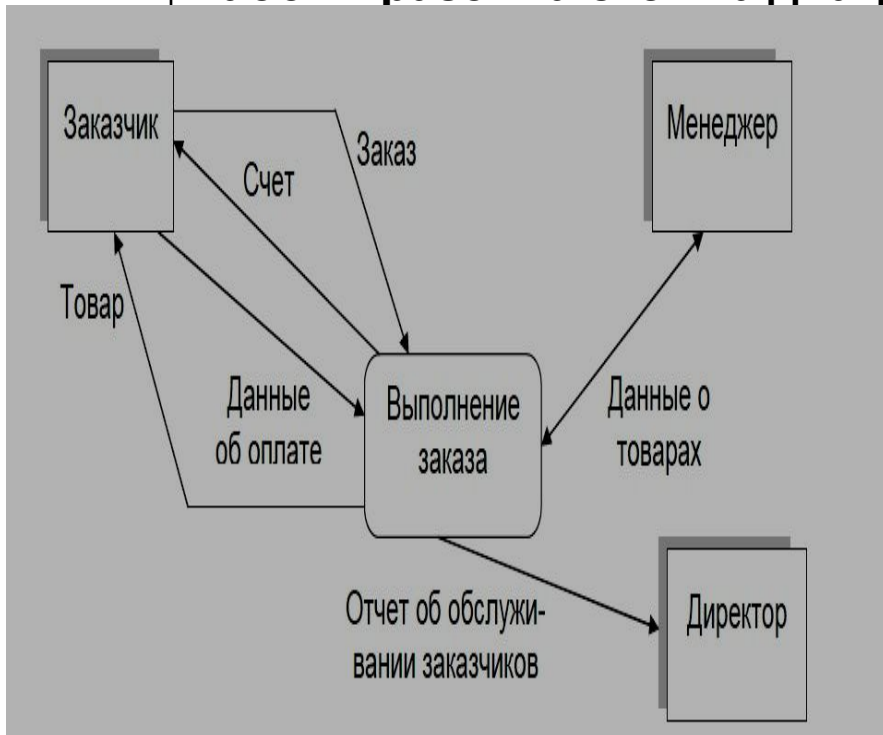 Заказчик
Менеджер
Заказ
Счет
Товар
Данные
об оплате
Выполнение
заказа
Данные о
товарах
Отчет об обслужи-
вании заказчиков
Директор